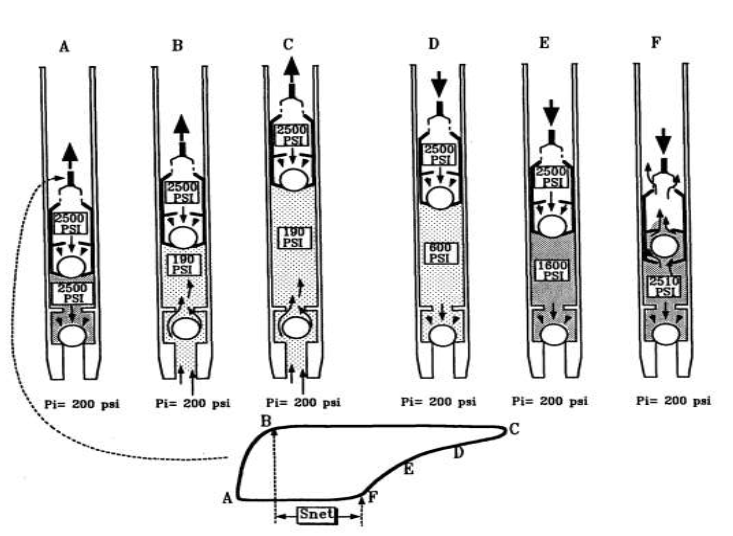 A B C D E F
2500
PSI
2500
PSI
Pi= 200 psi
2500
PSI
190
PSI
Pi= 200 psi
2500
PSI
190
PSI
Pi= 200 psi
2500
PSI
600
PSI
Pi= 200 psi
2500
PSI
1600
PSI
Pi= 200 psi
2510
PSI
Pi= 200 psi
B
C
D
E
A
F
Snet